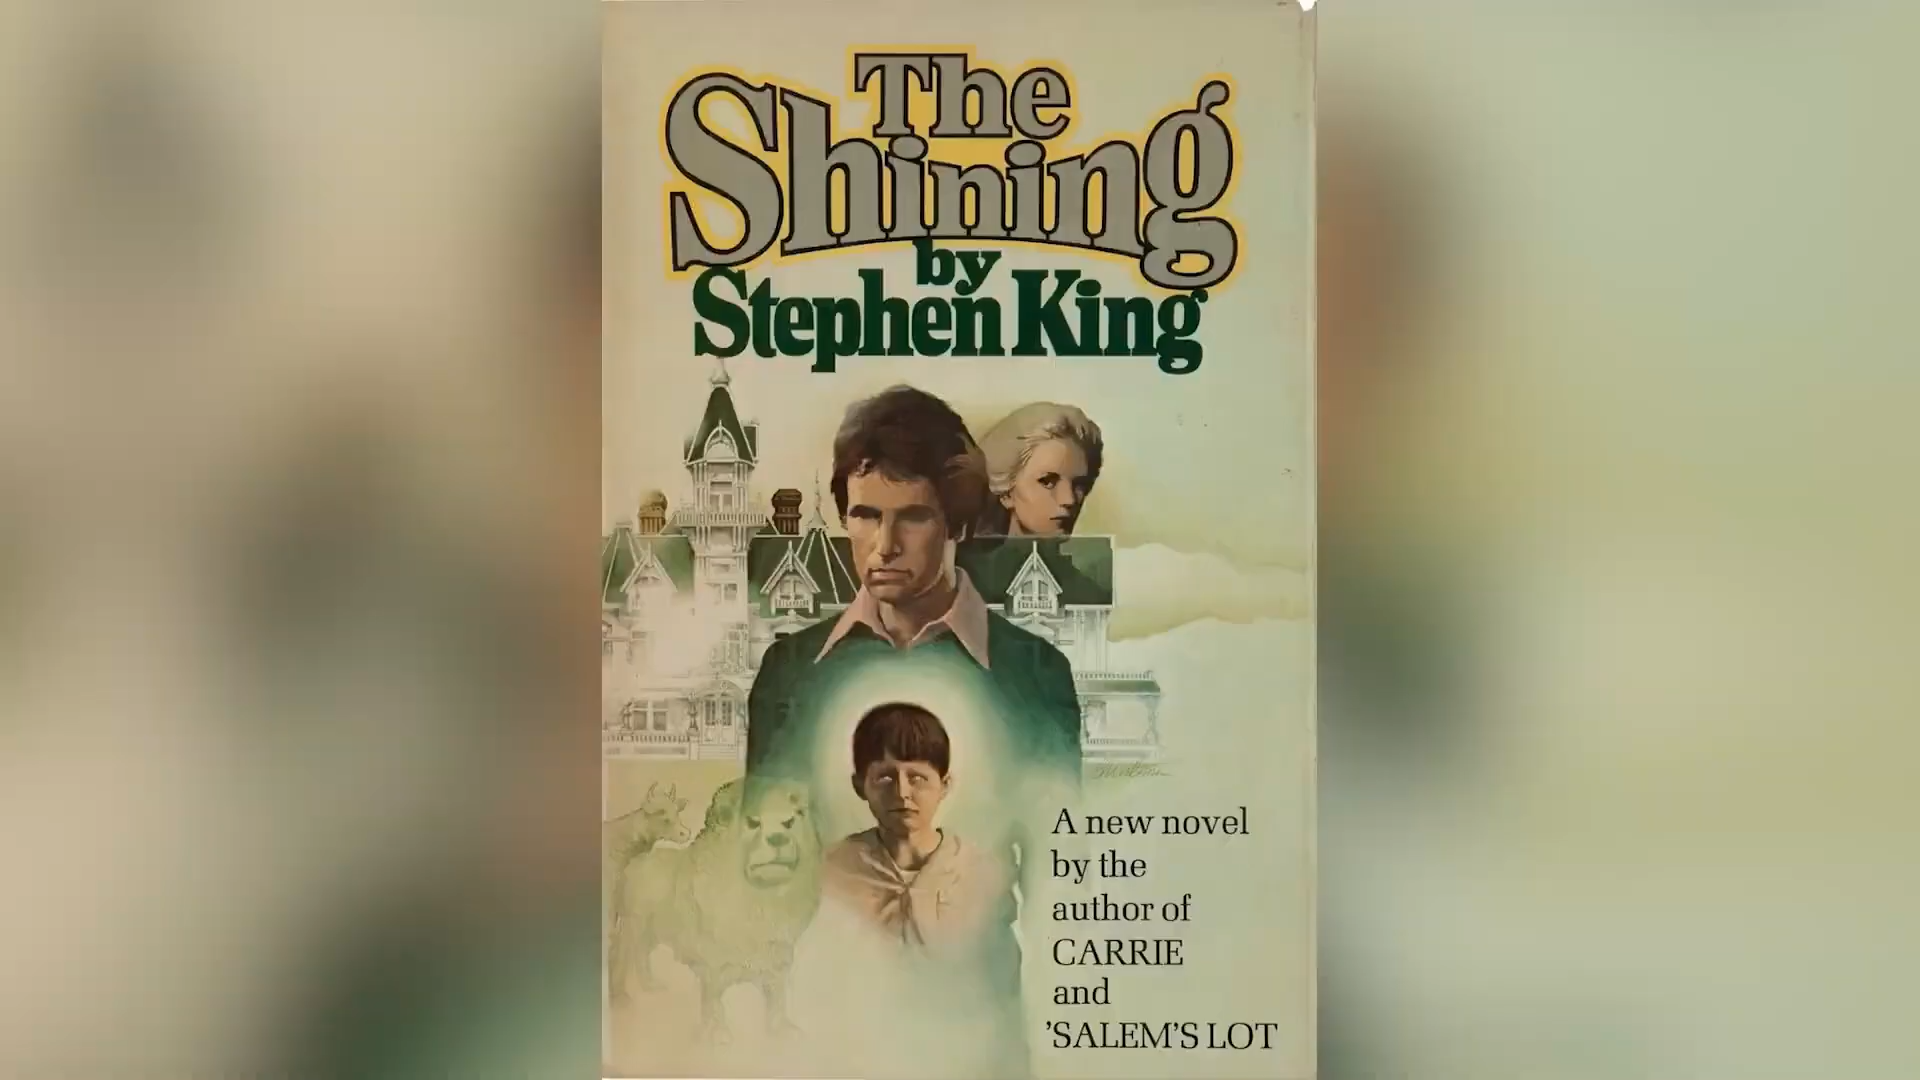 The
Shining
by
Stephen King
A new novel
by the
author of
CARRIE
and
'SALEM'S LOT